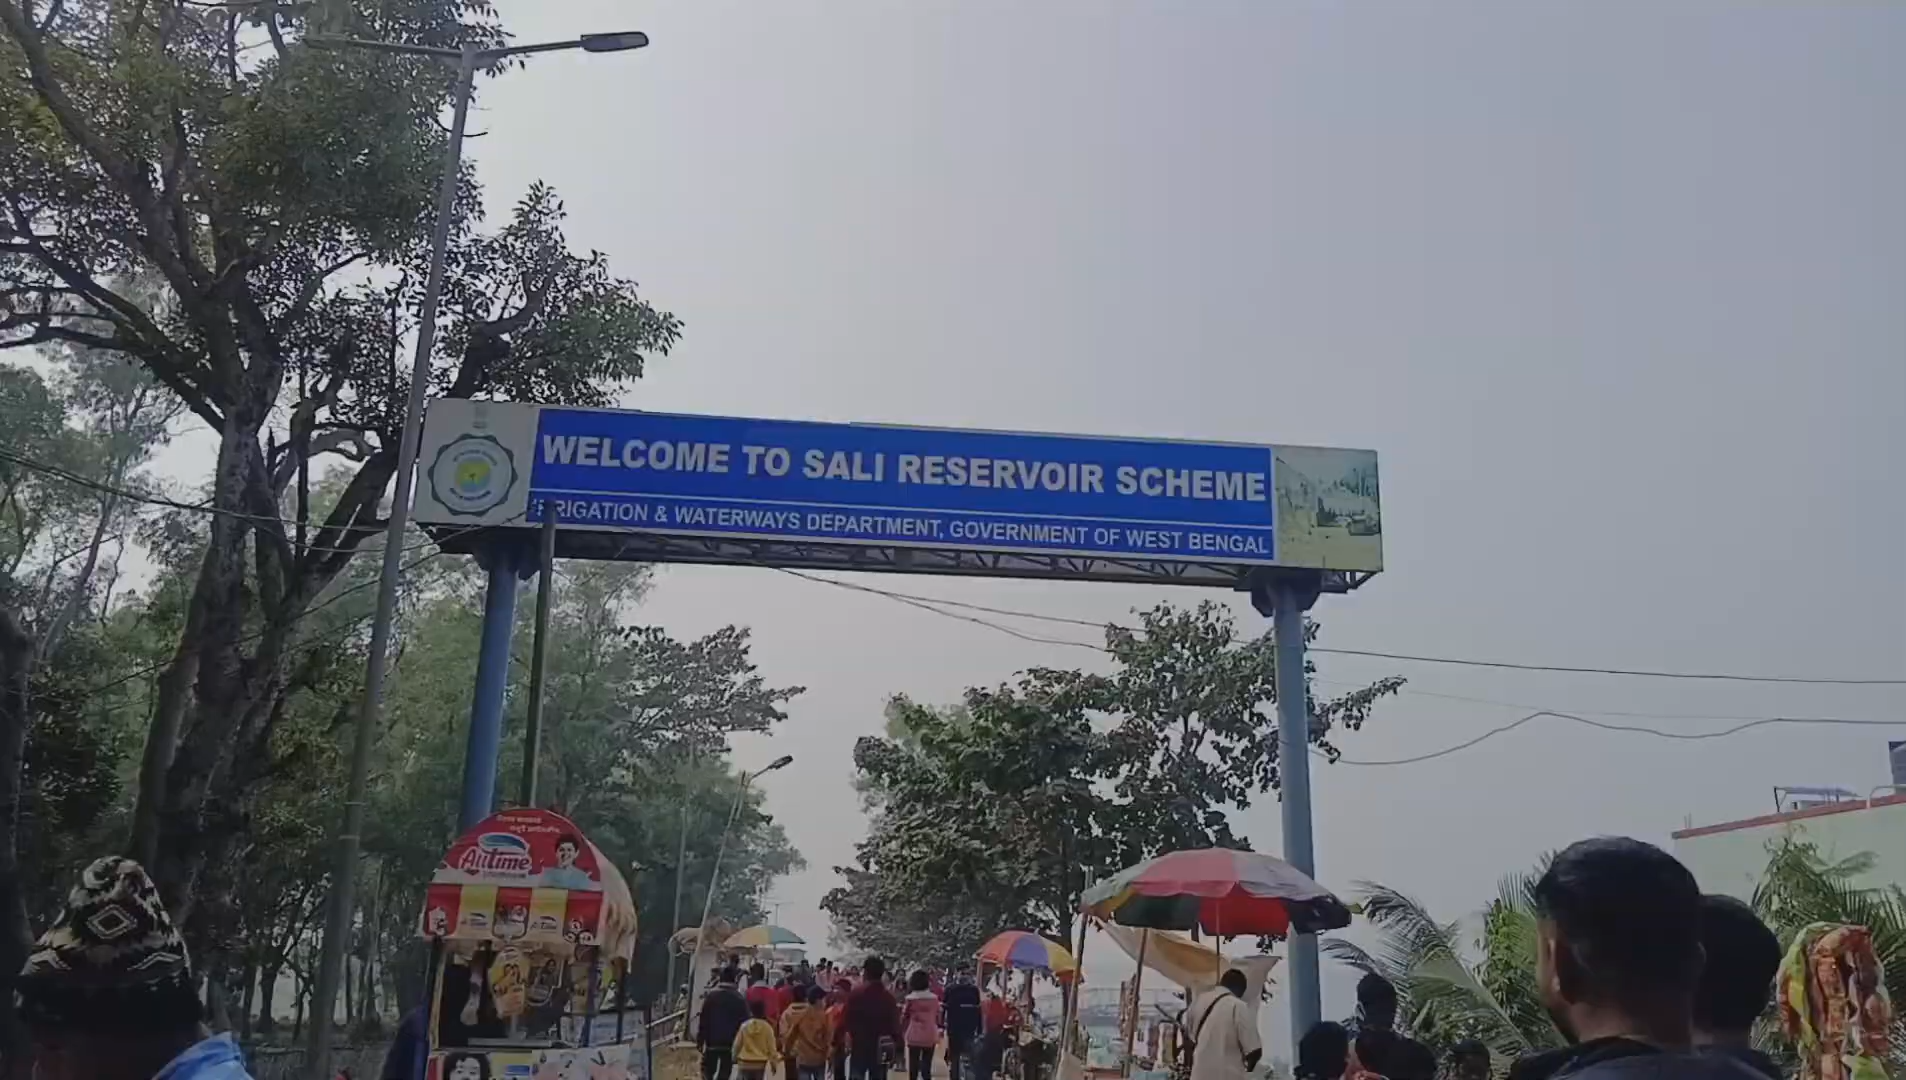 WELCOME TO SALI RESERVOIR SCHEME
IRRIGATION & WATERWAYS DEPARTMENT, GOVERNMENT OF WEST BENGAL
Alltime